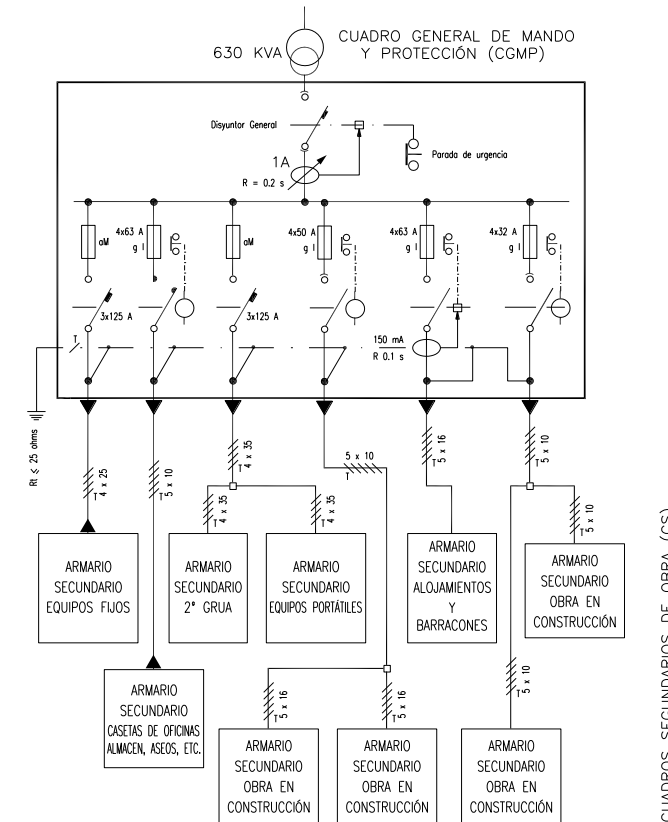 630 KVA
CUADRO GENERAL DE MANDO
Y PROTECCIÓN (CGMP)
Disyuntor General
Parada de urgencia
1A
R = 0.2 s
aM
4x63 A
g I
aM
4x50 A
g I
4x63 A
g I
4x32 A
g I
3x125 A
3x125 A
T
150 mA
R 0.1 s
Rt ≤ 25 ohms
T 4 x 25
T 5 x 10
T 4 x 35
5 x 10
T
T 5 x 16
T 5 x 10
T 4 x 35
T 4 x 35
T 5 x 10
ARMARIO
SECUNDARIO
EQUIPOS FIJOS
ARMARIO
SECUNDARIO
2º GRUA
ARMARIO
SECUNDARIO
EQUIPOS PORTÁTILES
ARMARIO
SECUNDARIO
ALOJAMIENTOS
Y
BARRACONES
ARMARIO
SECUNDARIO
OBRA EN
CONSTRUCCIÓN
ARMARIO
SECUNDARIO
CASETAS DE OFICINAS
ALMACEN, ASEOS, ETC.
T 5 x 16
T 5 x 16
T 5 x 10
ARMARIO
SECUNDARIO
OBRA EN
CONSTRUCCIÓN
ARMARIO
SECUNDARIO
OBRA EN
CONSTRUCCIÓN
ARMARIO
SECUNDARIO
OBRA EN
CONSTRUCCIÓN
CUADROS SEGUNDARIOS DE OBRA (CS)